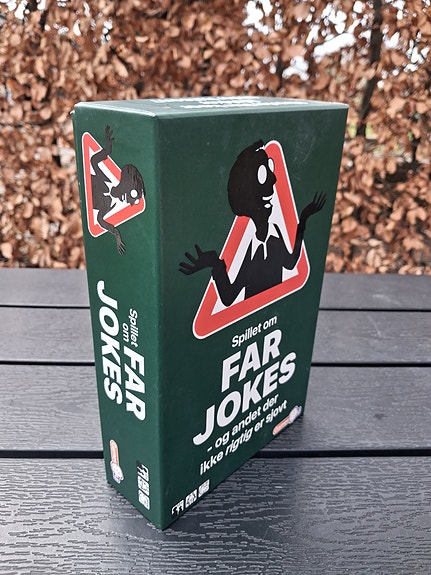 Spillet om
FAR
JOKES
- og andet der
ikke rigtig er sjovt
Spillet
om
FAR
JOKES